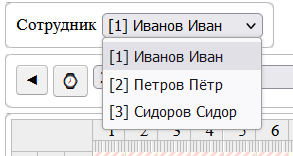 Сотрудник [1] Иванов Иван
[1] Иванов Иван
[2] Петров Пётр
[3] Сидоров Сидор
1 2 3 4 5 6